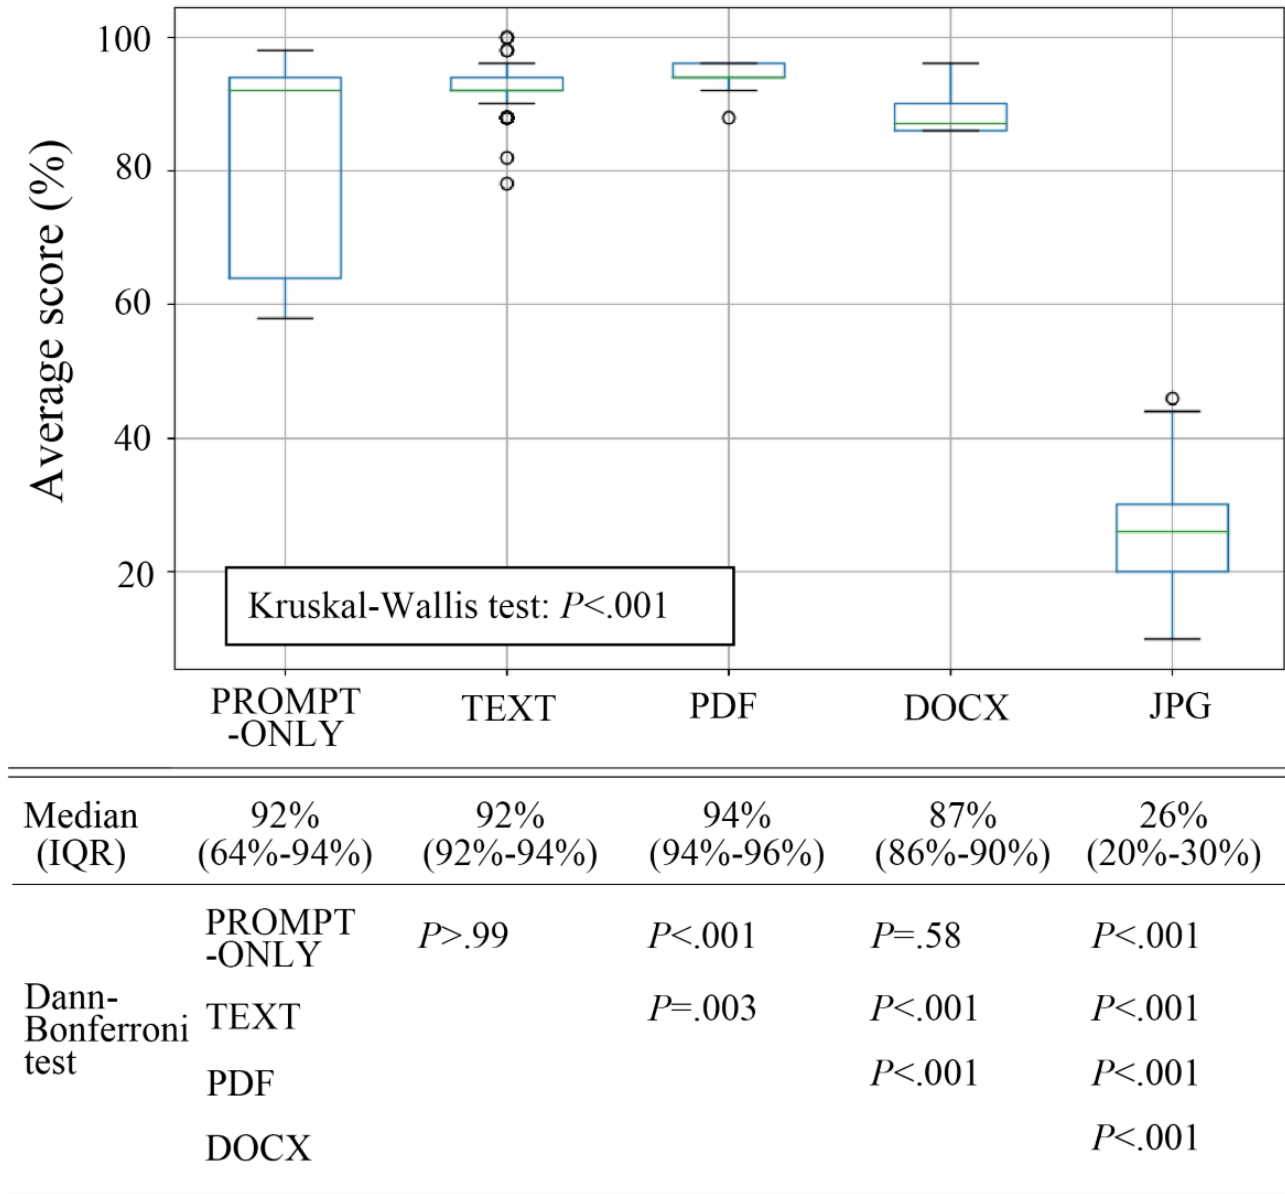 Average score (%)
100
80
60
40
20
Kruskal-Wallis test: P<.001
PROMPT
-ONLY
TEXT
PDF
DOCX
JPG
Median
(IQR)
92%
(64%-94%)
92%
(92%-94%)
94%
(94%-96%)
87%
(86%-90%)
26%
(20%-30%)
Dann-
Bonferroni
test
PROMPT
-ONLY
P>.99
P<.001
P=.58
P<.001
TEXT
P=.003
P<.001
P<.001
PDF
P<.001
P<.001
DOCX
P<.001